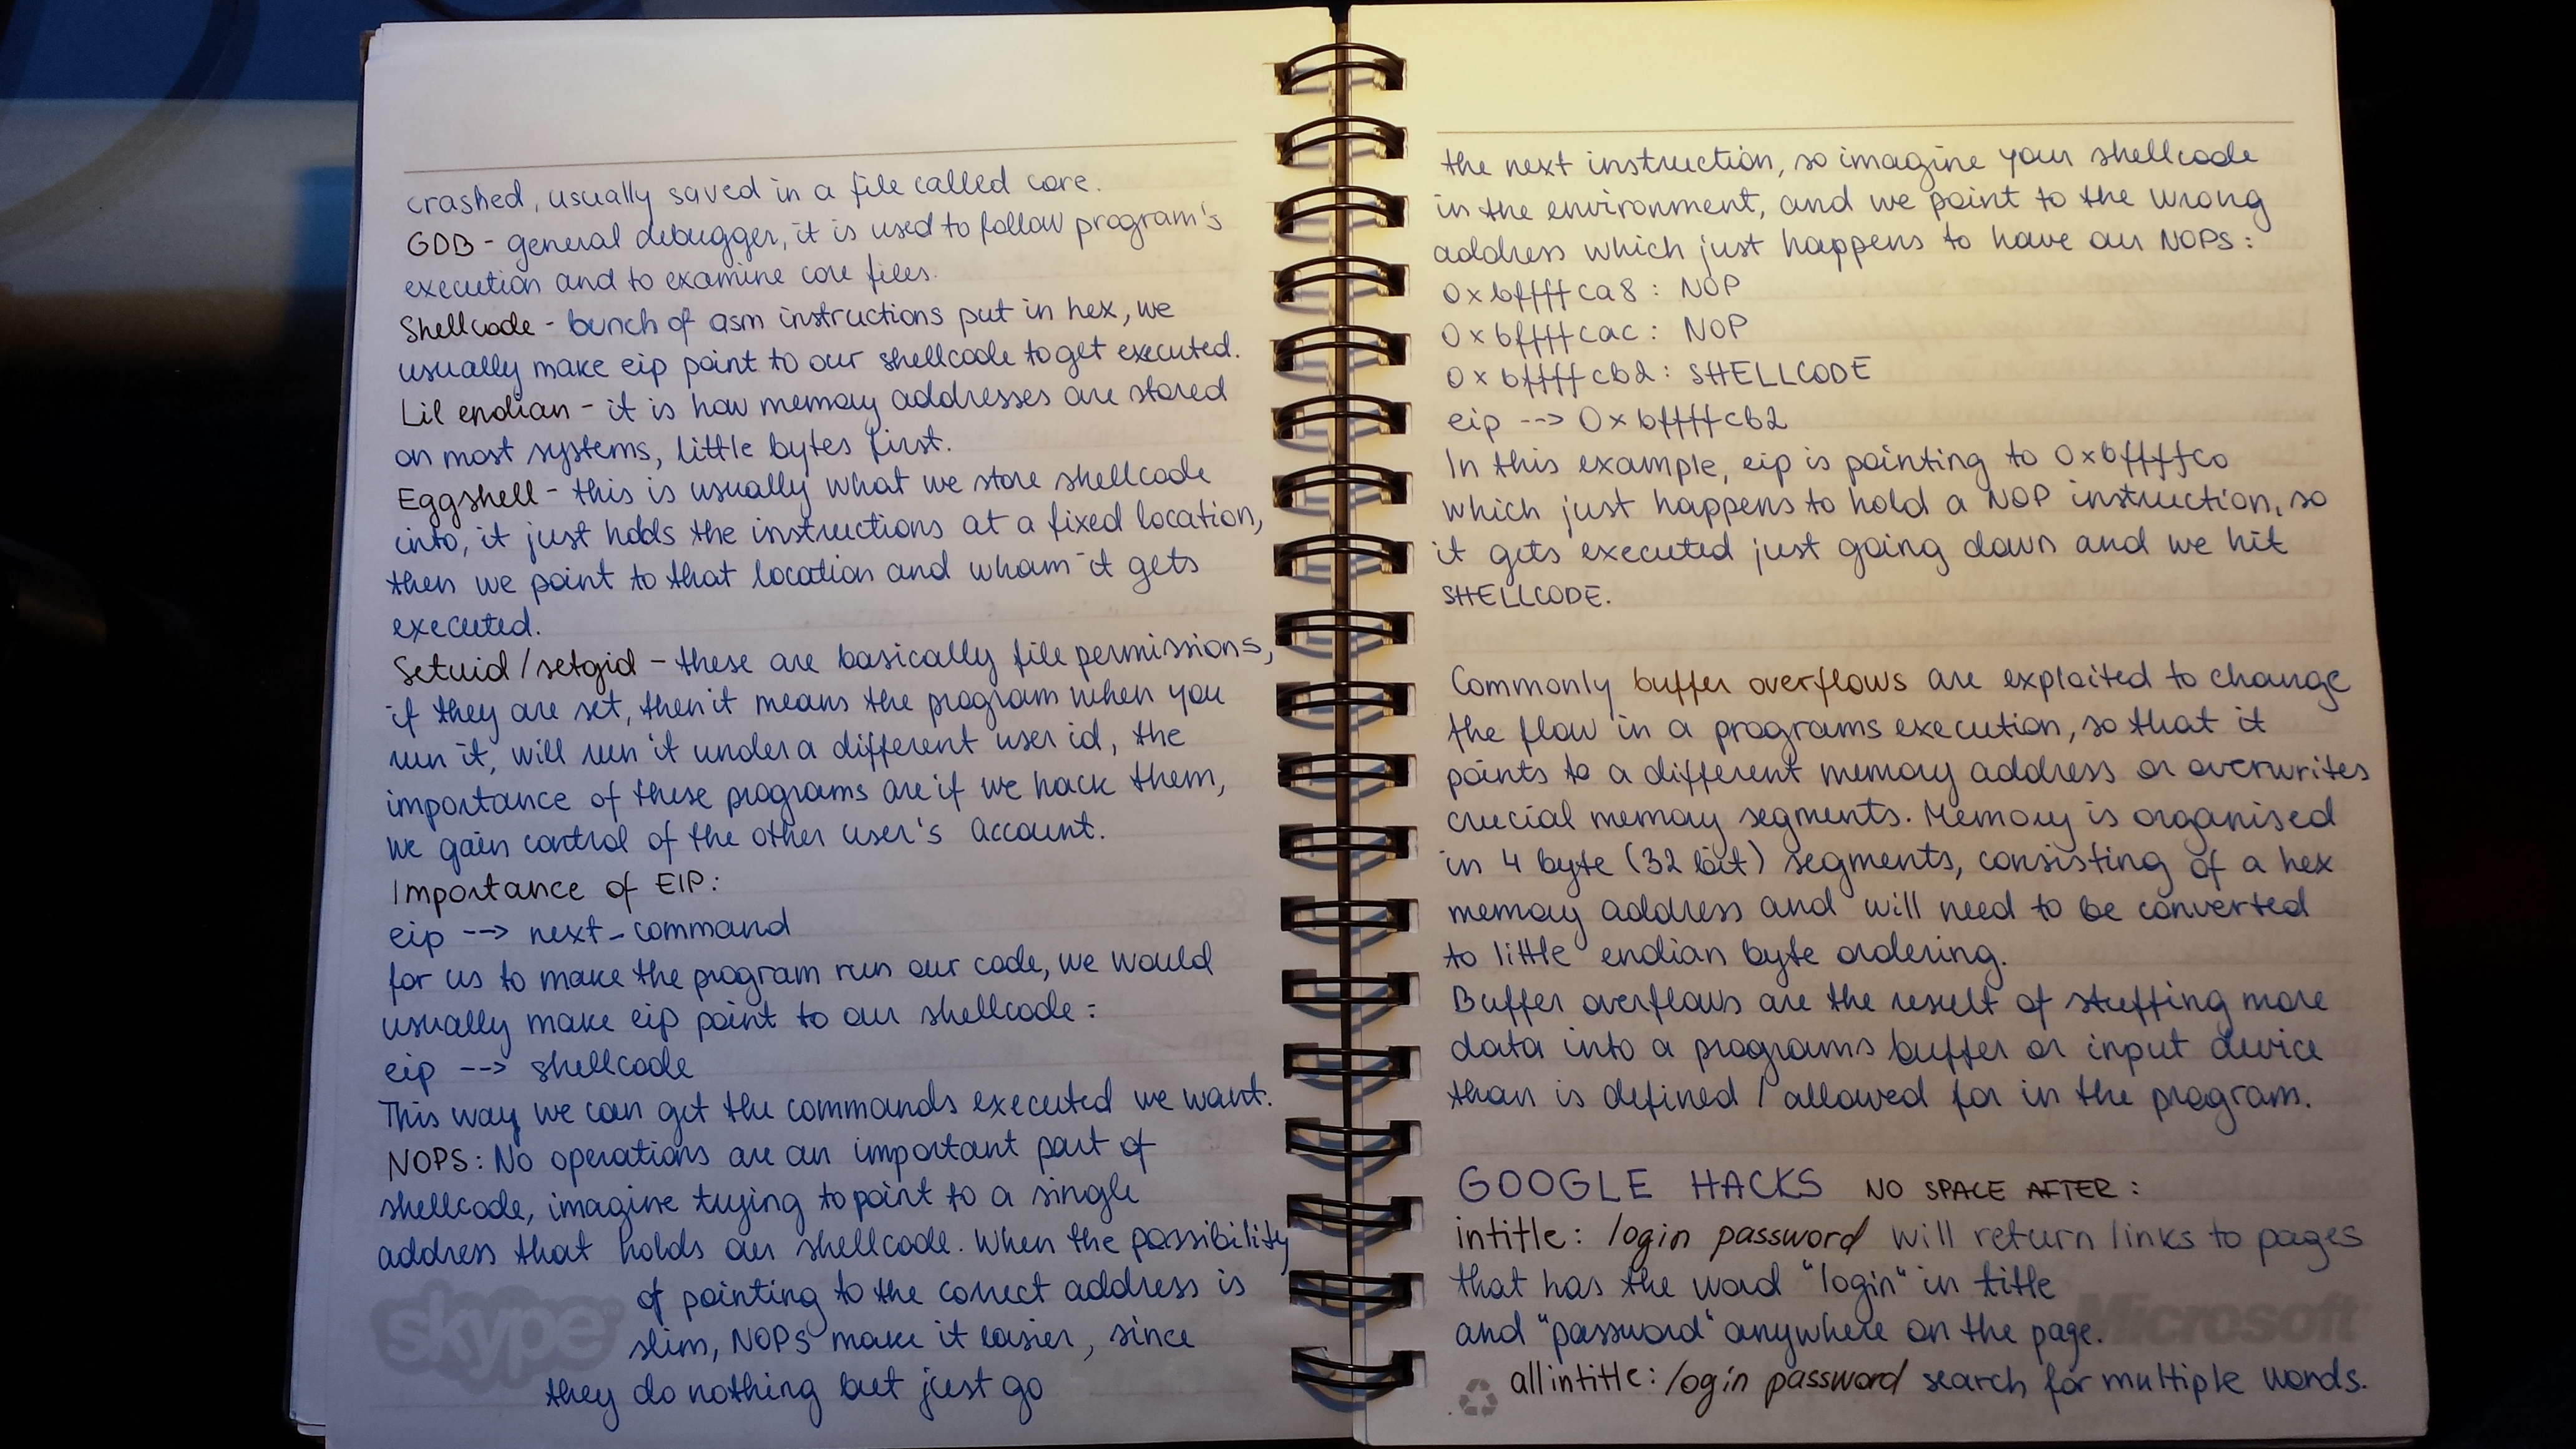 crashed, usually saved in a file called core.
GDB - general debugger, it is used to follow program's
execution and to examine core files.
Shellcode - bunch of asm instructions put in hex, we
usually make eip point to our shellcode to get executed.
Lil endian - it is how memory addresses are stored
on most systems, little bytes first.
Eggshell - this is usually what we store shellcode
into, it just holds the instructions at a fixed location,
then we point to that location and wham it gets
executed.
Setuid/setgid - these are basically file permissions,
if they are set, then it means the program when you
run it, will run it under a different user id, the
importance of these programs are if we hack them,
we gain control of the other user's account.
Importance of EIP:
eip --> next_command
for us to make the program run our code, we would
usually make eip point to our shellcode:
eip --> shellcode
This way we can get the commands executed we want.
NOPS: No operations are an important part of
shellcode, imagine trying to point to a single
address that holds our shellcode. When the possibility
of pointing to the correct address is
slim, NOPS make it easier, since
they do nothing but just go
skype
the next instruction, so imagine your shellcode
in the environment, and we point to the wrong
address which just happens to have our NOPS:
0xbffffca8: NOP
0xbffffcac: NOP
0xbffffcb2: SHELLCODE
eip --> 0xbffffcb2
In this example, eip is pointing to 0xbffffco
which just happens to hold a NOP instruction, so
it gets executed just going down and we hit
SHELLCODE.
Commonly buffer overflows are exploited to change
the flow in a programs execution, so that it
points to a different memory address or overwrites
crucial memory segments. Memory is organised
in 4 byte (32 bit) segments, consisting of a hex
memory address and will need to be converted
to little endian byte ordering.
Buffer overflows are the result of stuffing more
data into a programs buffer or input device
than is defined / allowed for in the program.
GOOGLE HACKS NO SPACE AFTER :
intitle: login password will return links to pages
that has the word "login" in title
and "password" anywhere on the page.
Microsoft
allintitle: login password search for multiple words.